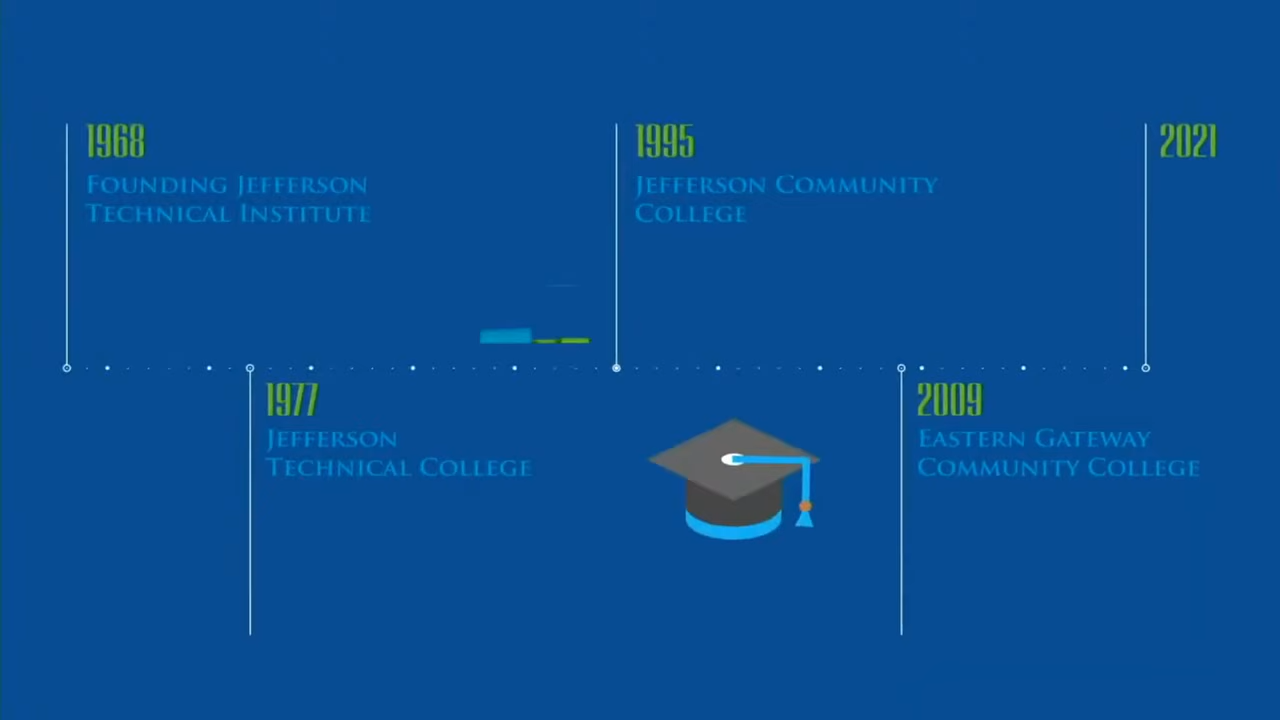 1968
Founding Jefferson
Technical Institute
1995
Jefferson Community
College
2021
1977
Jefferson
Technical College
2009
Eastern Gateway
Community College